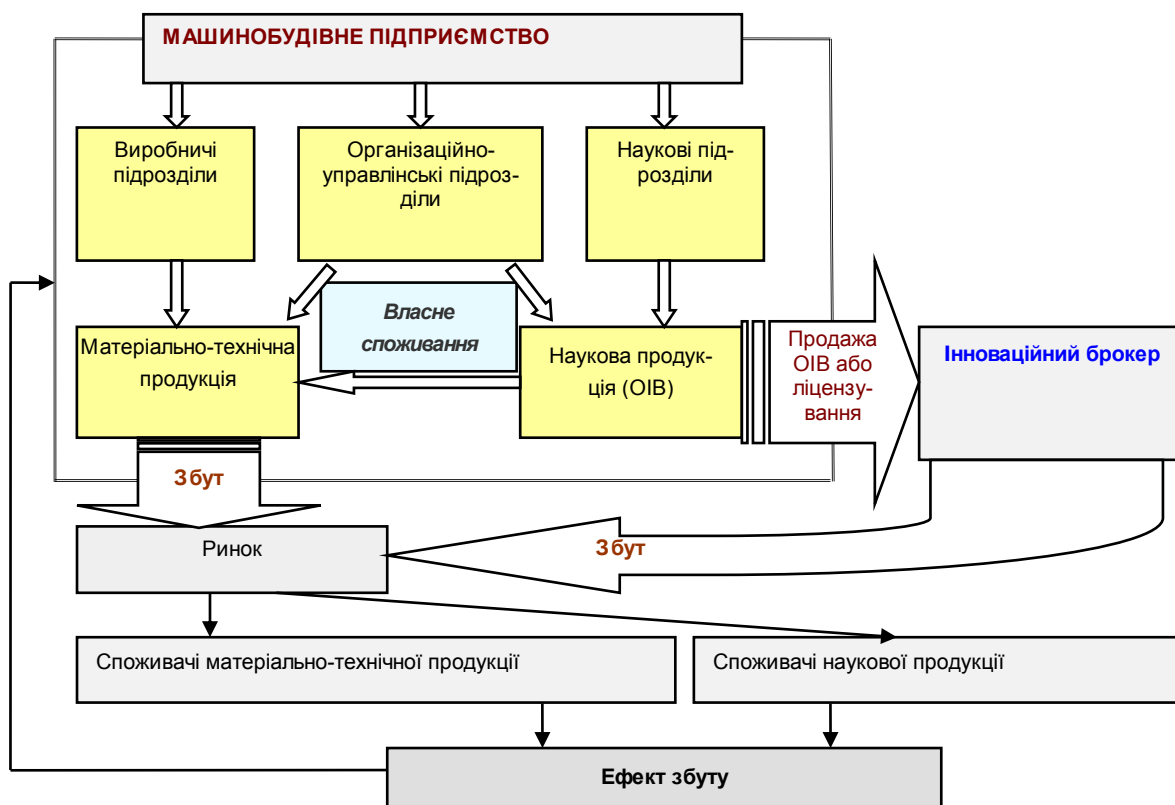 МАШИНОБУДІВНЕ ПІДПРИЄМСТВО
Виробничі
підрозділи
Організаційно-
управлінські підроз-
діли
Наукові під-
розділи
Власне
споживання
Матеріально-технічна
продукція
Наукова продук-
ція (ОІВ)
Продажа
ОІВ або
ліцензу-
вання
Інноваційний брокер
Збут
Збут
Ринок
Споживачі матеріально-технічної продукції
Споживачі наукової продукції
Ефект збуту